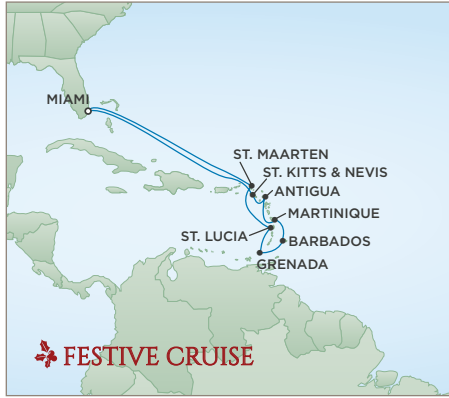 MIAMI
ST. MAARTEN
ST. KITTS & NEVIS
ANTIGUA
MARTINIQUE
ST. LUCIA
BARBADOS
GRENADA
FESTIVE CRUISE